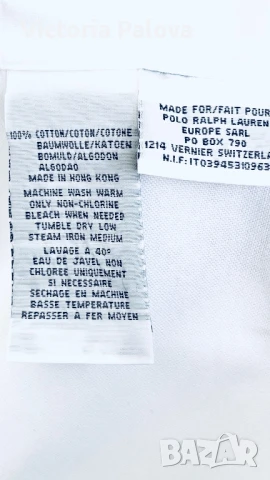 Victoria Pelova
100% COTTON/COTON/COTONE
BAUMWOLLE/KATOEN
BOMULD/ALGODON
ALGODAO
MADE IN HONG KONG
MACHINE WASH WARM
ONLY NON-CHLORINE
BLEACH WHEN NEEDED
TUMBLE DRY LOW
STEAM IRON MEDIUM
LAVAGE A 40°
EAU DE JAVEL NON
CHLOREE UNIQUEMENT
SI NECESSAIRE
SECHAGE EN MACHINE
BASSE TEMPERATURE
REPASSER A FER MOYEN
MADE FOR/FAIT POUR
POLO RALPH LAUREN
EUROPE SARL
PO BOX 790
1214 VERNIER SWITZERLA
N.I.F:IT03945310963
bazar